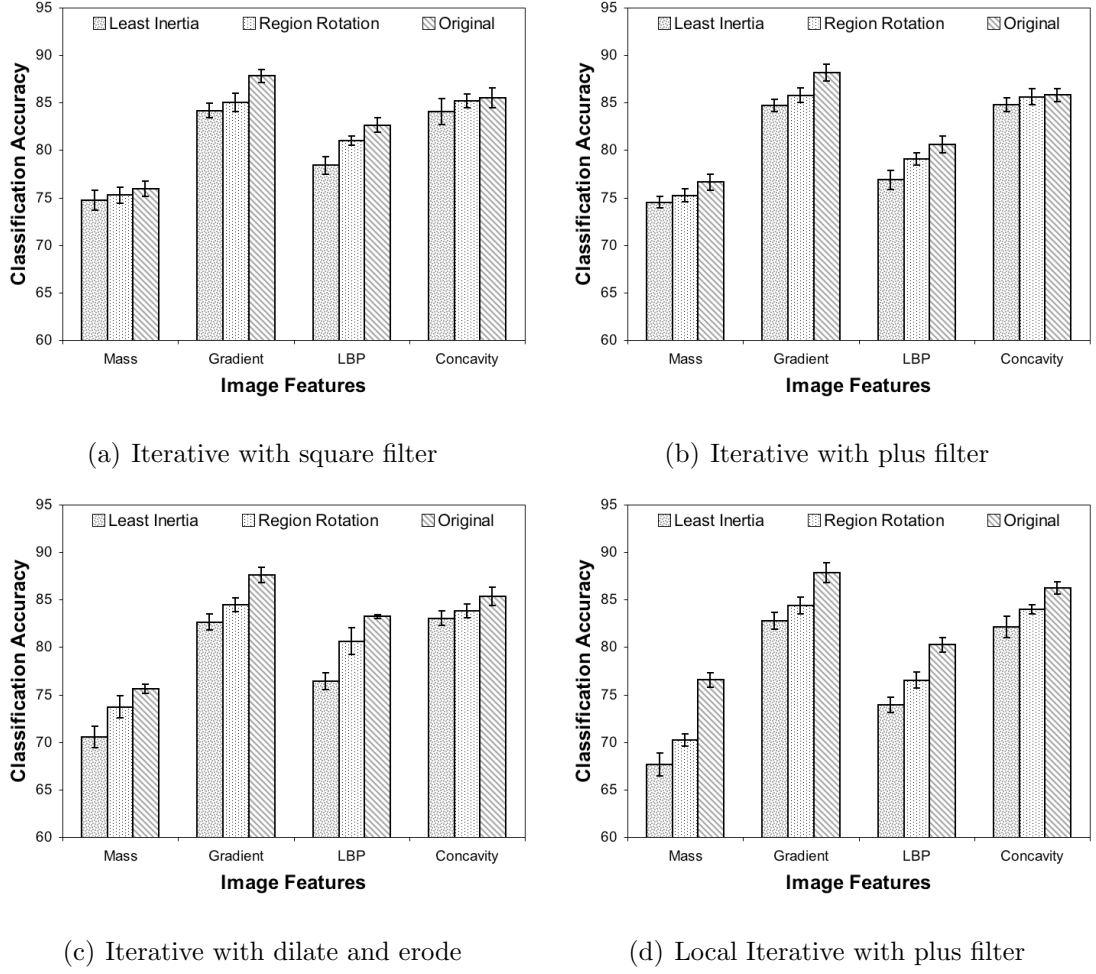 95
90
85
80
75
70
65
60
Classification Accuracy
Least Inertia Region Rotation Original
Mass Gradient LBP Concavity
Image Features
(a) Iterative with square filter
95
90
85
80
75
70
65
60
Classification Accuracy
Least Inertia Region Rotation Original
Mass Gradient LBP Concavity
Image Features
(b) Iterative with plus filter
95
90
85
80
75
70
65
60
Classification Accuracy
Least Inertia Region Rotation Original
Mass Gradient LBP Concavity
Image Features
(c) Iterative with dilate and erode
95
90
85
80
75
70
65
60
Classification Accuracy
Least Inertia Region Rotation Original
Mass Gradient LBP Concavity
Image Features
(d) Local Iterative with plus filter